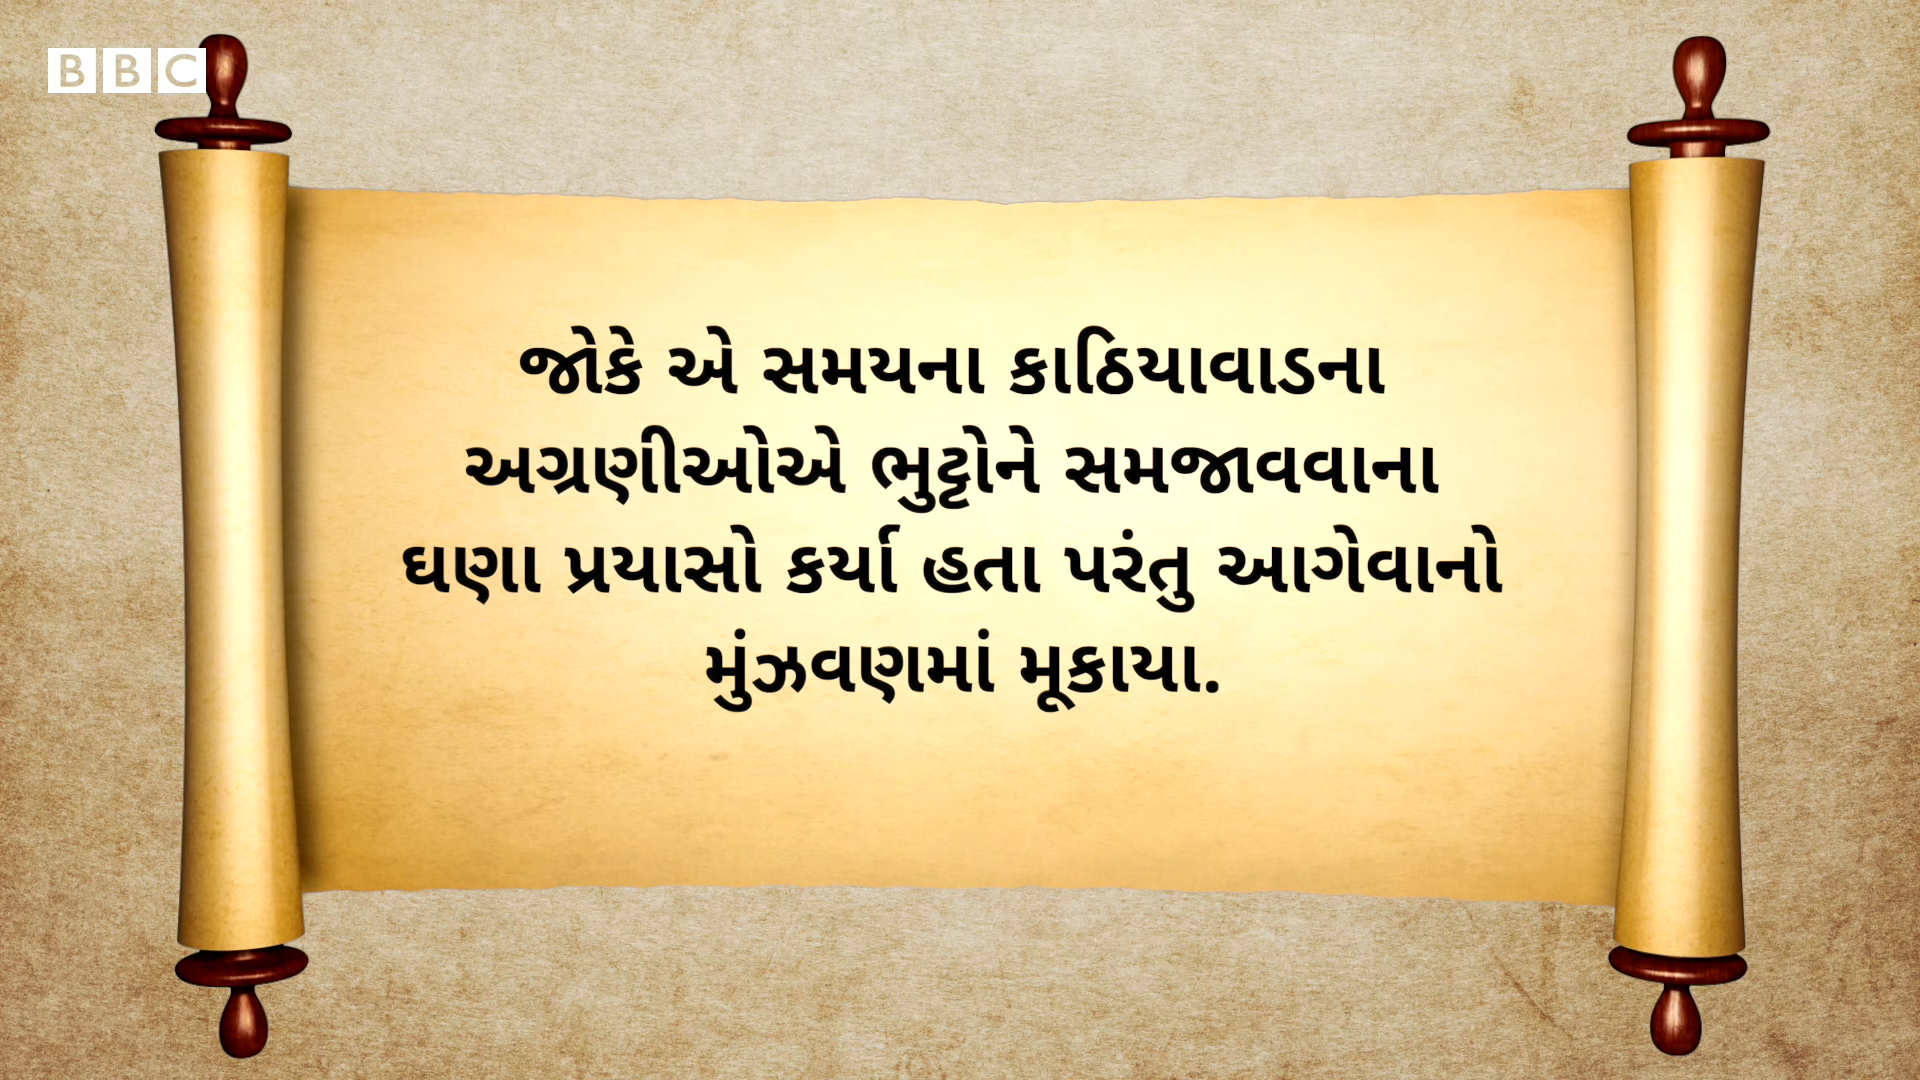 BBC
જોકે એ સમયના કાઠિયાવાડના
અગ્રણીઓએ ભુટ્ટોને સમજાવવાના
ઘણા પ્રયાસો કર્યા હતા પરંતુ આગેવાનો
મુંઝવણમાં મૂકાયા.